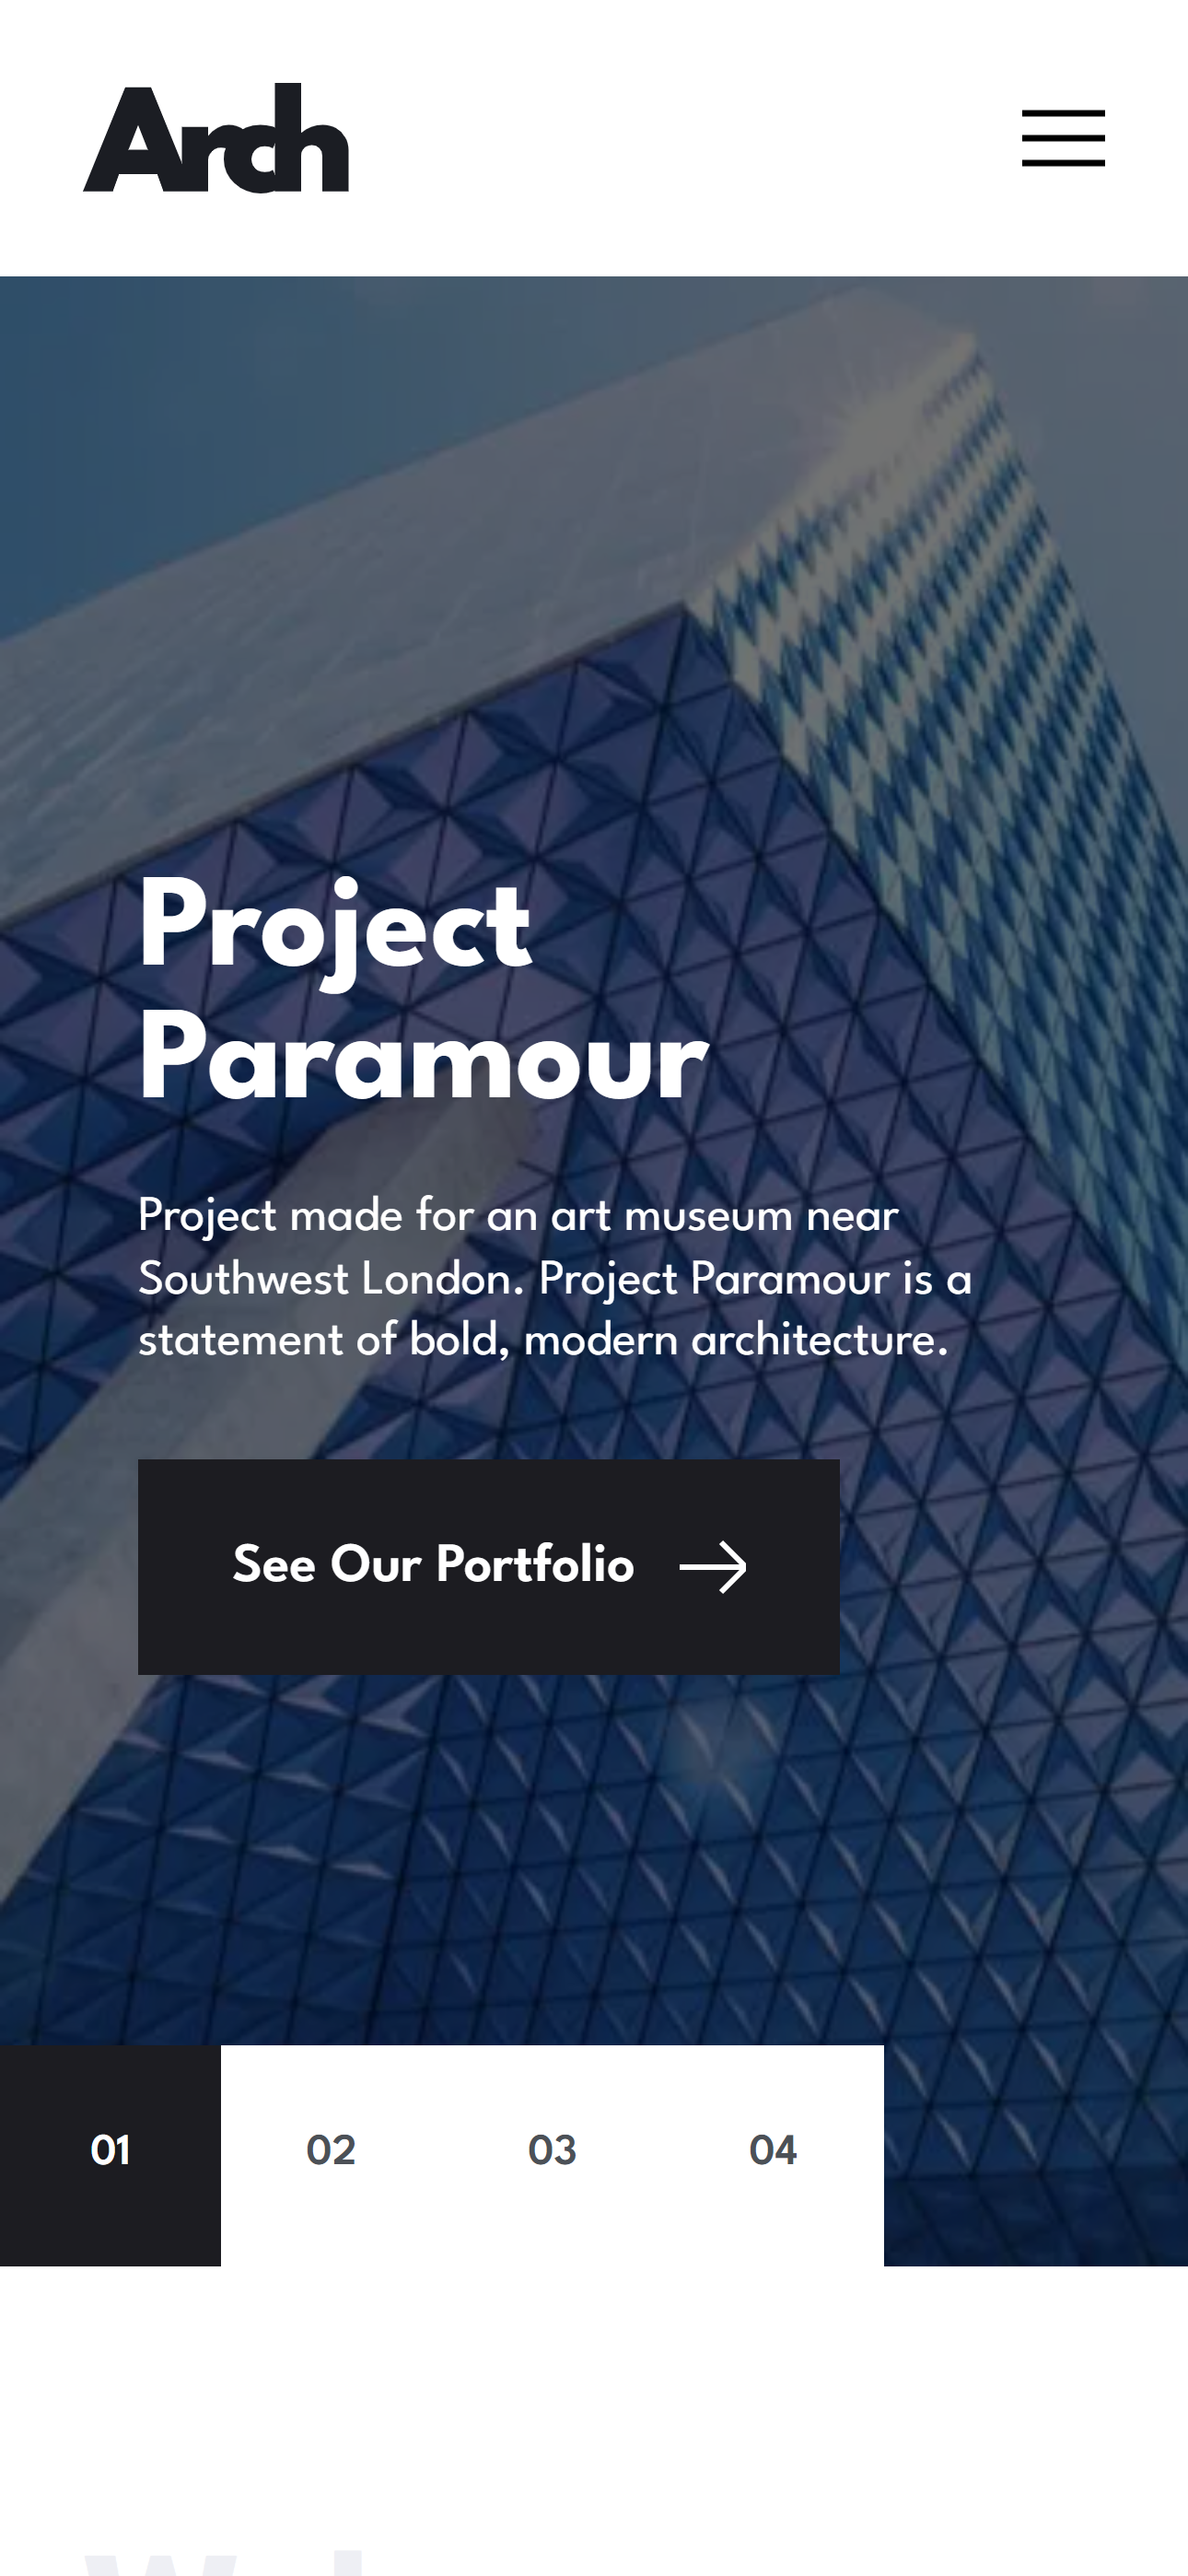 Arch
Project
Paramour
Project made for an art museum near
Southwest London. Project Paramour is a
statement of bold, modern architecture.
See Our Portfolio
01
02
03
04